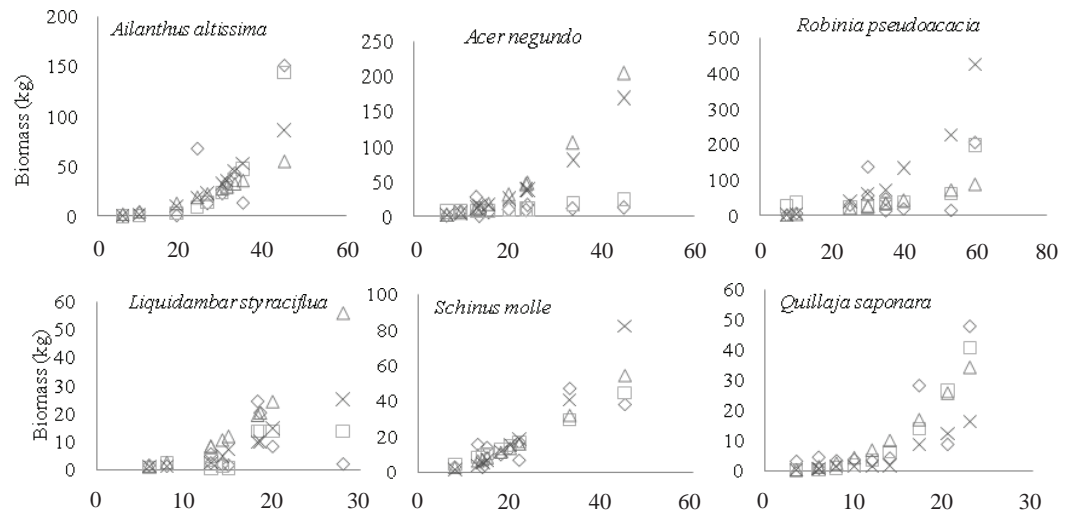 Ailanthus altissima
Acer negundo
Robinia pseudoacacia
Biomass (kg)
200
150
100
50
0
0 20 40 60
250
200
150
100
50
0
0 20 40 60
500
400
300
200
100
0
0 20 40 60 80
Liquidambar styraciflua
Schinus molle
Quillaja saponara
Biomass (kg)
60
50
40
30
20
10
0
0 10 20 30
100
80
60
40
20
0
0 20 40 60
60
50
40
30
20
10
0
0 10 20 30